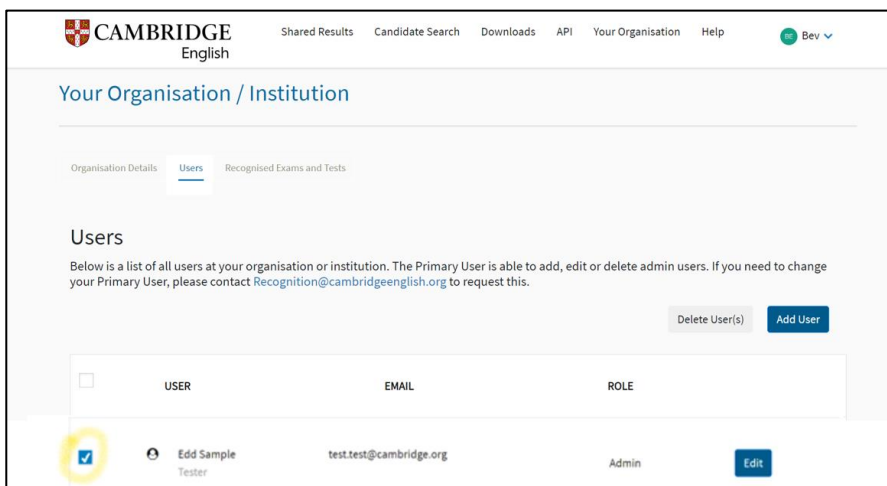 CAMBRIDGE
English
Shared Results Candidate Search Downloads API Your Organisation Help BE Bev
Your Organisation / Institution
Organisation Details Users Recognised Exams and Tests
Users
Below is a list of all users at your organisation or institution. The Primary User is able to add, edit or delete admin users. If you need to change
your Primary User, please contact Recognition@cambridgeenglish.org to request this.
Delete User(s) Add User
USER EMAIL ROLE
Edd Sample test.test@cambridge.org Admin Edit
Tester